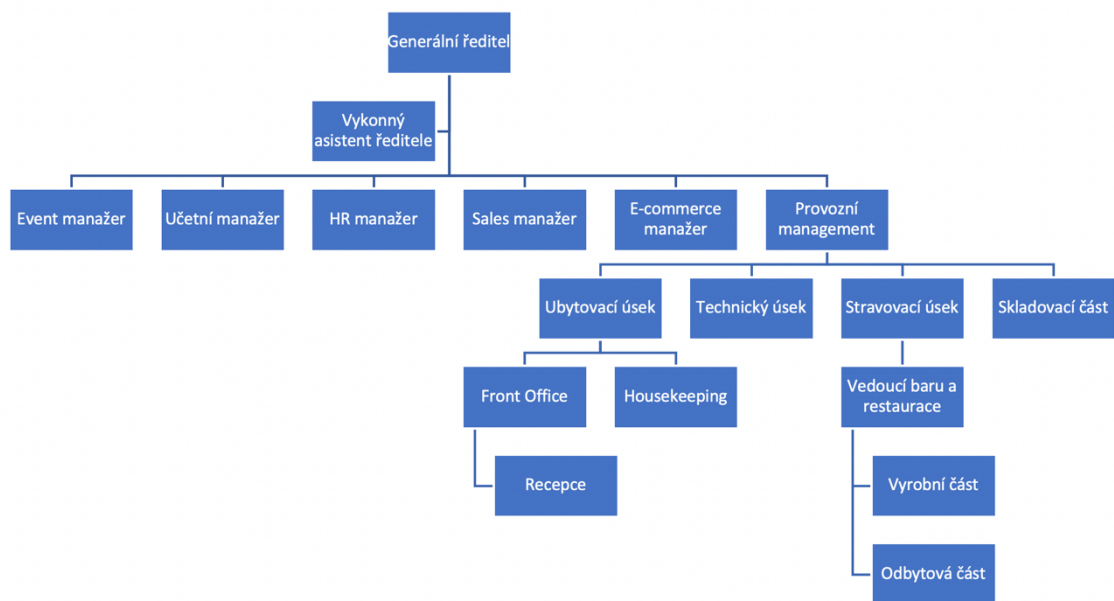 Generální ředitel
Vykonný
asistent ředitele
Event manažer
Učetní manažer
HR manažer
Sales manažer
E-commerce
manažer
Provozní
management
Ubytovací úsek
Technický úsek
Stravovací úsek
Skladovací část
Front Office
Housekeeping
Vedoucí baru a
restaurace
Recepce
Vyrobní část
Odbytová část